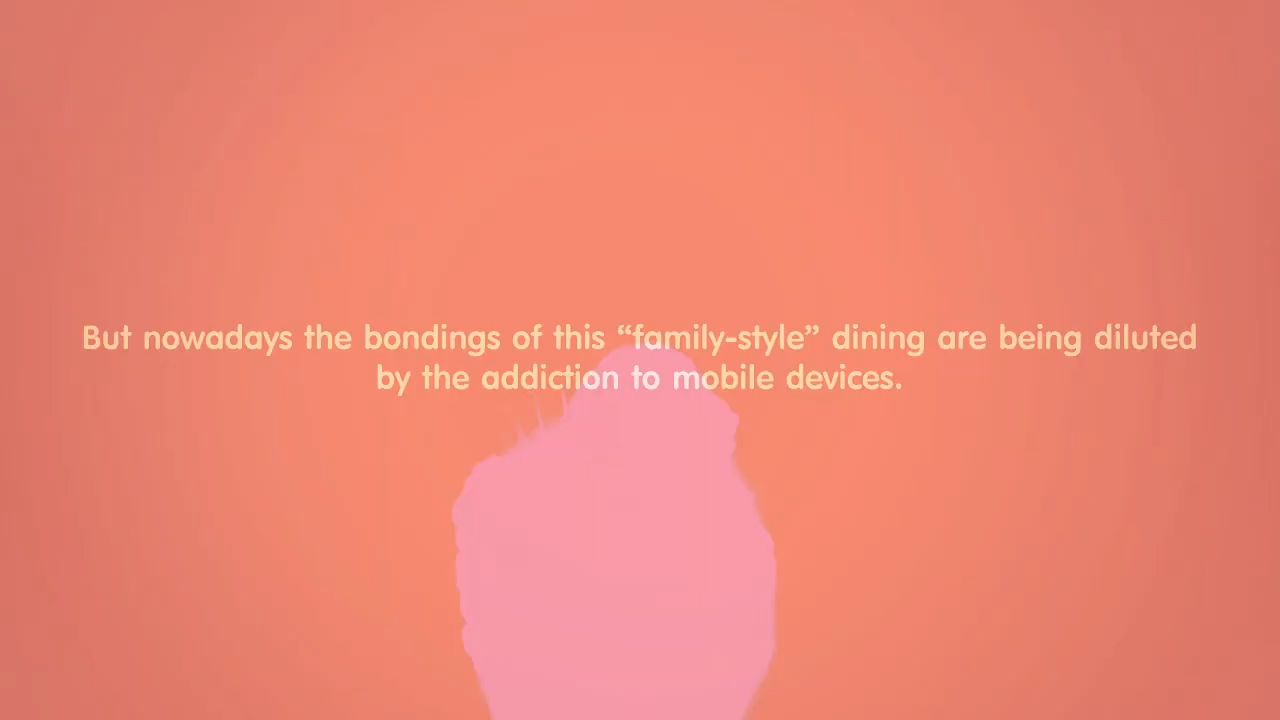 But nowadays the bondings of this “family-style” dining are being diluted
by the addiction to mobile devices.